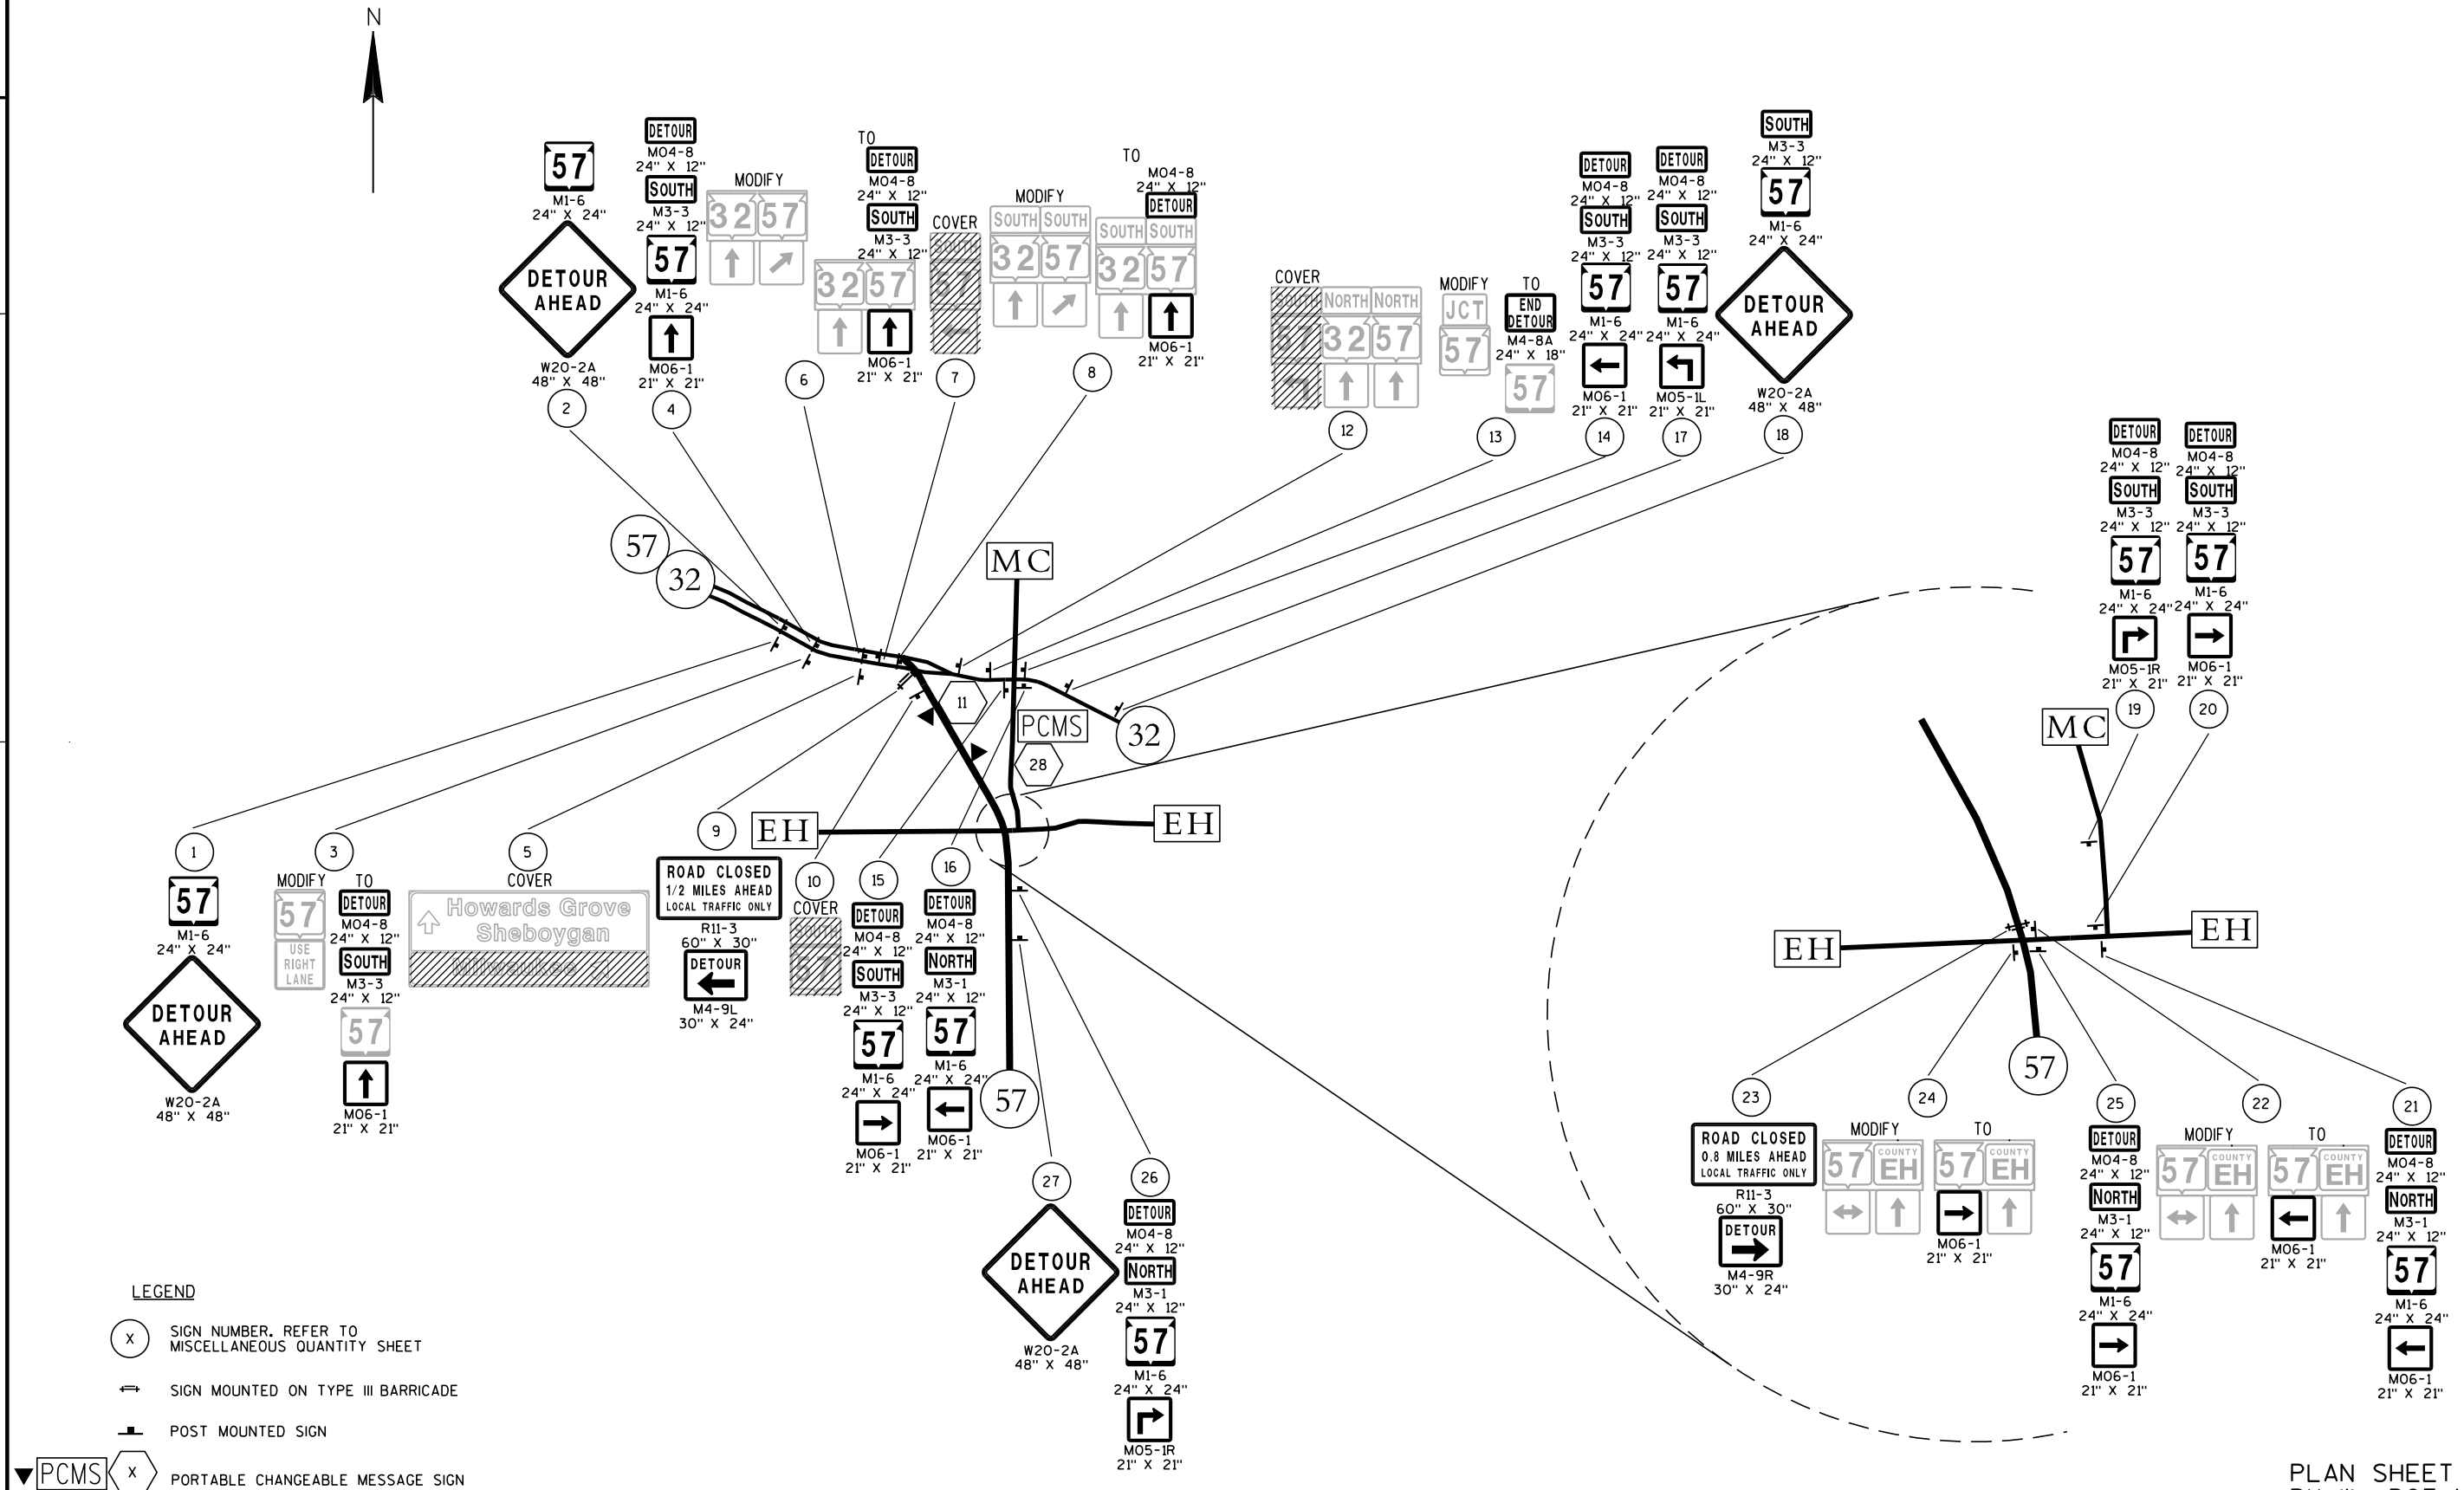 N
57
M1-6
24" X 24"
DETOUR
AHEAD
W20-2A
48" X 48"
2
DETOUR
M04-8
24" X 12"
SOUTH
M3-3
24" X 12"
57
M1-6
24" X 24"
M06-1
21" X 21"
4
MODIFY
32 57
6
TO
DETOUR
M04-8
24" X 12"
SOUTH
M3-3
24" X 12"
32 57
M06-1
21" X 21"
COVER
SOUTH
57
7
MODIFY
SOUTH SOUTH
32 57
8
TO
M04-8
24" X 12"
DETOUR
SOUTH SOUTH
32 57
M06-1
21" X 21"
COVER
SOUTH NORTH NORTH
57 32 57
12
MODIFY
JCT
57
13
TO
END
DETOUR
M4-8A
24" X 18"
57
DETOUR
M04-8
24" X 12"
SOUTH
M3-3
24" X 12"
57
M1-6
24" X 24"
M06-1
21" X 21"
14
DETOUR
M04-8
24" X 12"
SOUTH
M3-3
24" X 12"
57
M1-6
24" X 24"
M05-1L
21" X 21"
17
SOUTH
M3-3
24" X 12"
57
M1-6
24" X 24"
DETOUR
AHEAD
W20-2A
48" X 48"
18
DETOUR
M04-8
24" X 12"
SOUTH
M3-3
24" X 12"
57
M1-6
24" X 24"
M05-1R
21" X 21"
19
DETOUR
M04-8
24" X 12"
SOUTH
M3-3
24" X 12"
57
M1-6
24" X 24"
M06-1
21" X 21"
20
57
32
MC
11
PCMS
28
32
EH
EH
57
MC
EH
EH
57
1
57
M1-6
24" X 24"
DETOUR
AHEAD
W20-2A
48" X 48"
3
MODIFY
57
USE
RIGHT
LANE
TO
DETOUR
M04-8
24" X 12"
SOUTH
M3-3
24" X 12"
57
M06-1
21" X 21"
5
COVER
Howards Grove
Sheboygan
Milwaukee
9
ROAD CLOSED
1/2 MILES AHEAD
LOCAL TRAFFIC ONLY
R11-3
60" X 30"
DETOUR
M4-9L
30" X 24"
10
COVER
SOUTH
57
15
DETOUR
M04-8
24" X 12"
SOUTH
M3-3
24" X 12"
57
M1-6
24" X 24"
M06-1
21" X 21"
16
DETOUR
M04-8
24" X 12"
NORTH
M3-1
24" X 12"
57
M1-6
24" X 24"
M06-1
21" X 21"
27
DETOUR
AHEAD
W20-2A
48" X 48"
26
DETOUR
M04-8
24" X 12"
NORTH
M3-1
24" X 12"
57
M1-6
24" X 24"
M05-1R
21" X 21"
23
ROAD CLOSED
0.8 MILES AHEAD
LOCAL TRAFFIC ONLY
R11-3
60" X 30"
DETOUR
M4-9R
30" X 24"
24
MODIFY
57 COUNTY EH
TO
57 COUNTY EH
M06-1
21" X 21"
25
DETOUR
M04-8
24" X 12"
NORTH
M3-1
24" X 12"
57
M1-6
24" X 24"
M06-1
21" X 21"
22
MODIFY
57 COUNTY EH
TO
57 COUNTY EH
M06-1
21" X 21"
21
DETOUR
M04-8
24" X 12"
NORTH
M3-1
24" X 12"
57
M1-6
24" X 24"
M06-1
21" X 21"
LEGEND
X SIGN NUMBER. REFER TO
MISCELLANEOUS QUANTITY SHEET
SIGN MOUNTED ON TYPE III BARRICADE
POST MOUNTED SIGN
PCMS X PORTABLE CHANGEABLE MESSAGE SIGN
PLAN SHEET